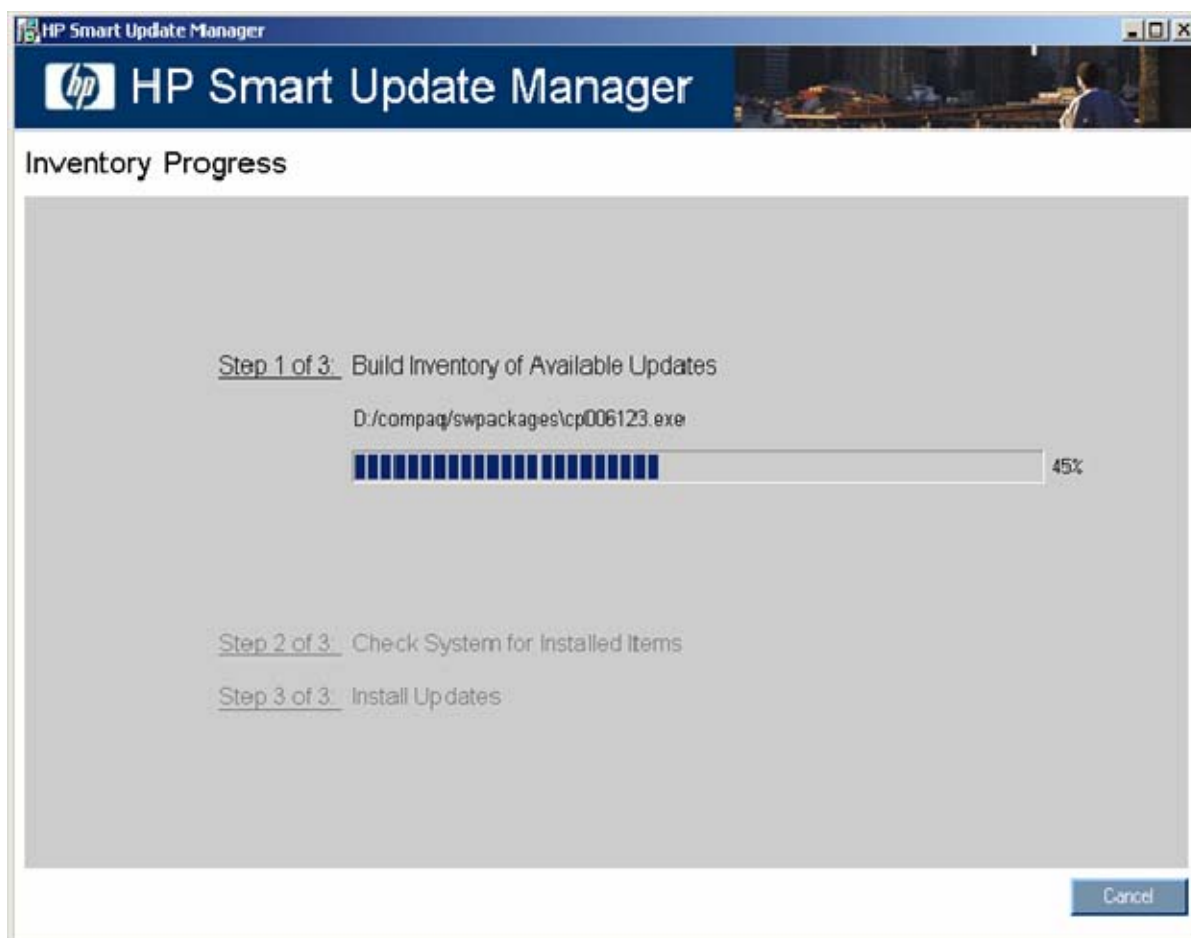 HP Smart Update Manager
hp HP Smart Update Manager
Inventory Progress
Step 1 of 3: Build Inventory of Available Updates
D:/compaq/swpackages\cp006123.exe
45%
Step 2 of 3: Check System for Installed Items
Step 3 of 3: Install Updates
Cancel